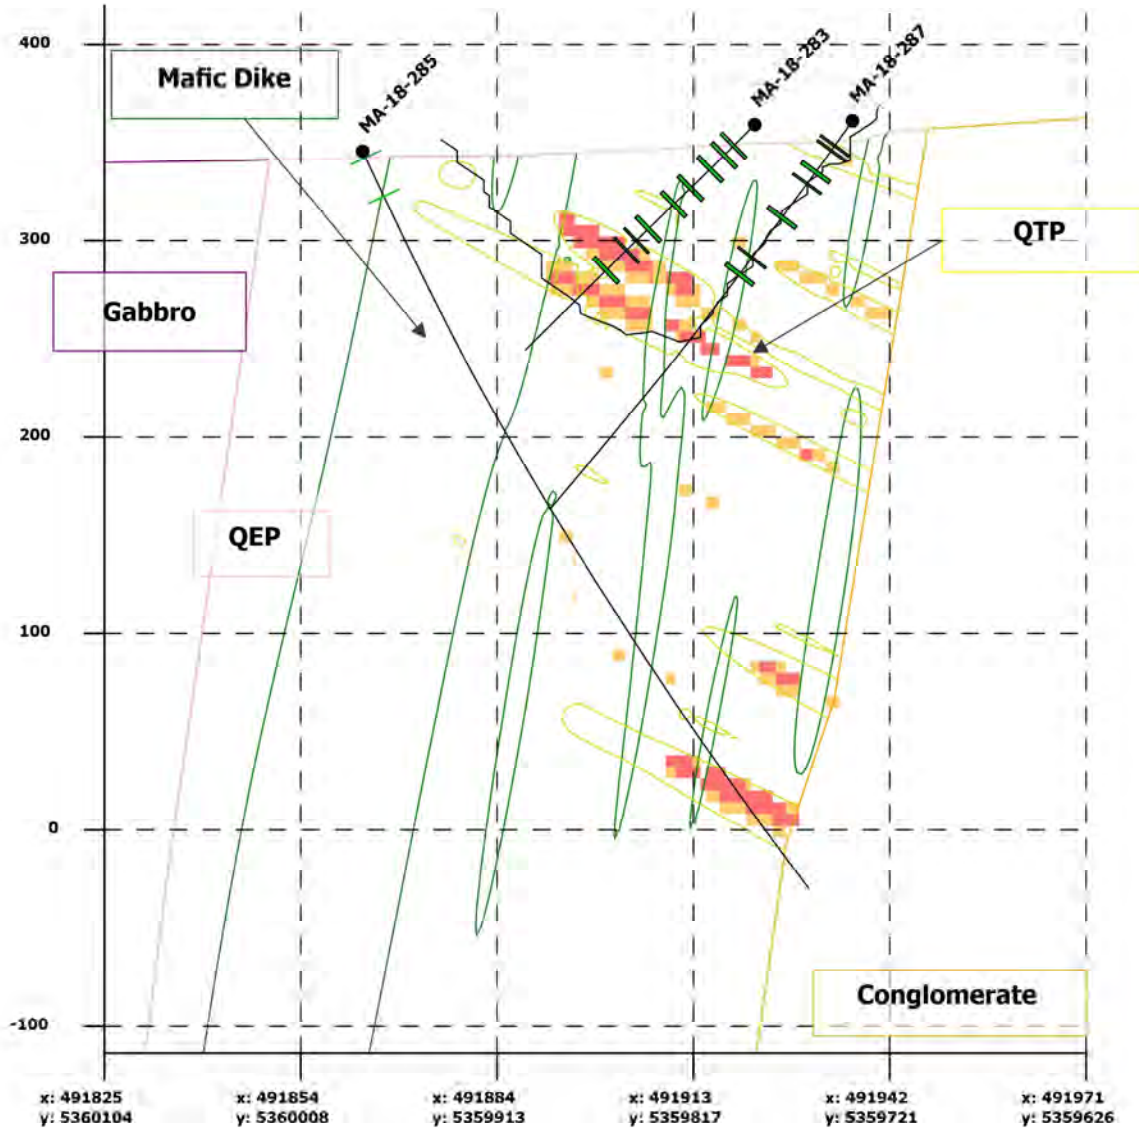 400
300
200
100
0
-100
Mafic Dike
MA-18-285
MA-18-283
MA-18-287
QTP
Gabbro
QEP
Conglomerate
x: 491825
y: 5360104
x: 491854
y: 5360008
x: 491884
y: 5359913
x: 491913
y: 5359817
x: 491942
y: 5359721
x: 491971
y: 5359626